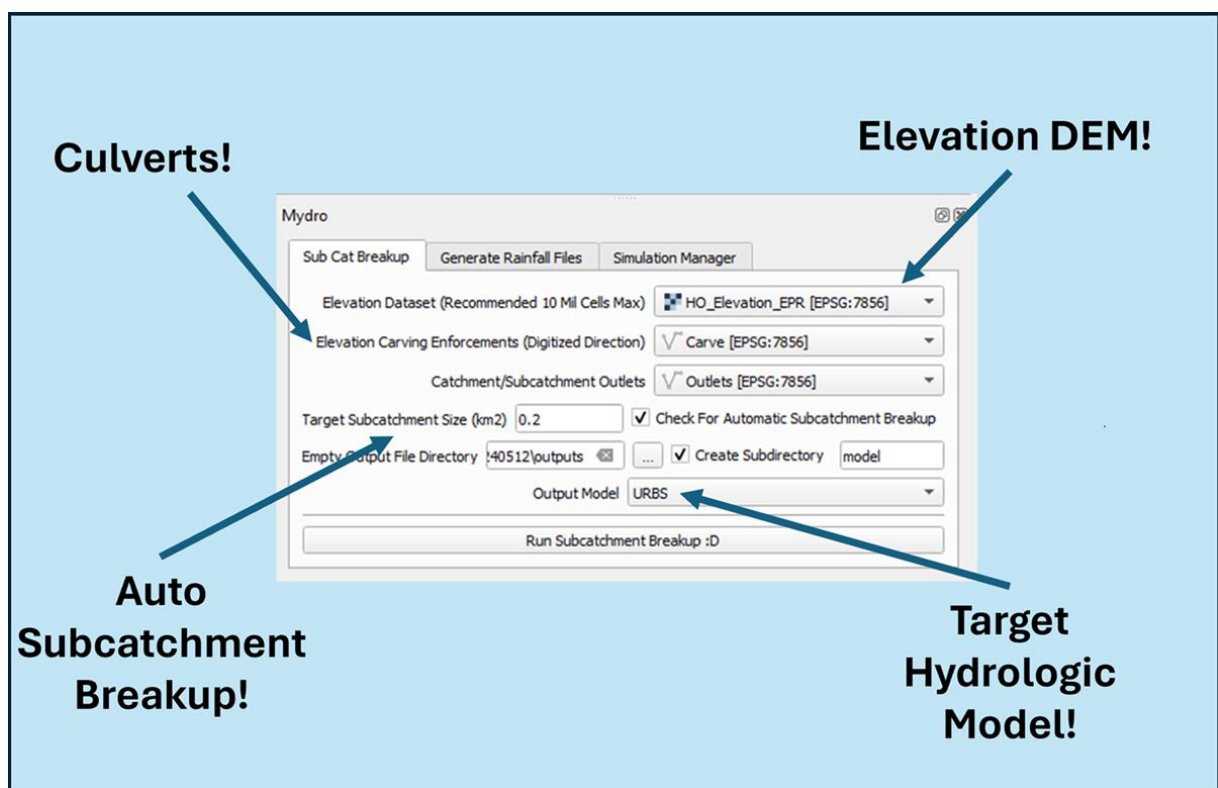 Culverts!
Elevation DEM!
Mydro
Sub Cat Breakup
Generate Rainfall Files
Simulation Manager
Elevation Dataset (Recommended 10 Mil Cells Max)
HO_Elevation_EPR [EPSG:7856]
Elevation Carving Enforcements (Digitized Direction)
Carve [EPSG:7856]
Catchment/Subcatchment Outlets
Outlets [EPSG:7856]
Target Subcatchment Size (km2)
0.2
Check For Automatic Subcatchment Breakup
Empty Output File Directory
240512\outputs
...
Create Subdirectory
model
Output Model
URBS
Run Subcatchment Breakup :D
Auto
Subcatchment
Breakup!
Target
Hydrologic
Model!